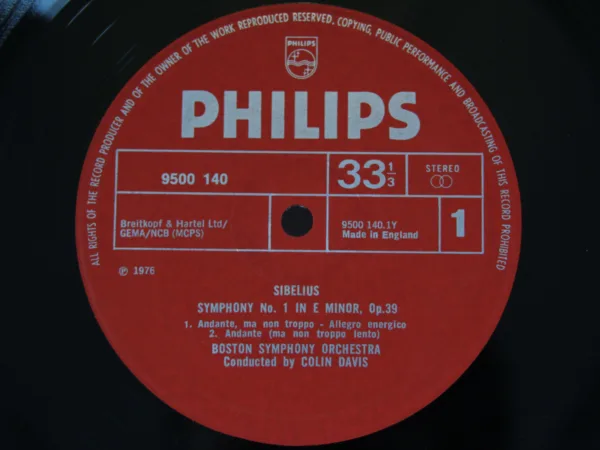 ALL RIGHTS OF THE RECORD PRODUCER AND OF THE OWNER OF THE WORK REPRODUCED RESERVED. COPYING, PUBLIC PERFORMANCE AND BROADCASTING OF THIS RECORD PROHIBITED
PHILIPS
PHILIPS
9500 140
33 1/3
STEREO
Breitkopf & Hartel Ltd/
GEMA/NCB (MCPS)
9500 140.1Y
Made in England
1
℗ 1976
SIBELIUS
SYMPHONY No. 1 IN E MINOR, Op.39
1. Andante, ma non troppo - Allegro energico
2. Andante (ma non troppo lento)
BOSTON SYMPHONY ORCHESTRA
Conducted by COLIN DAVIS